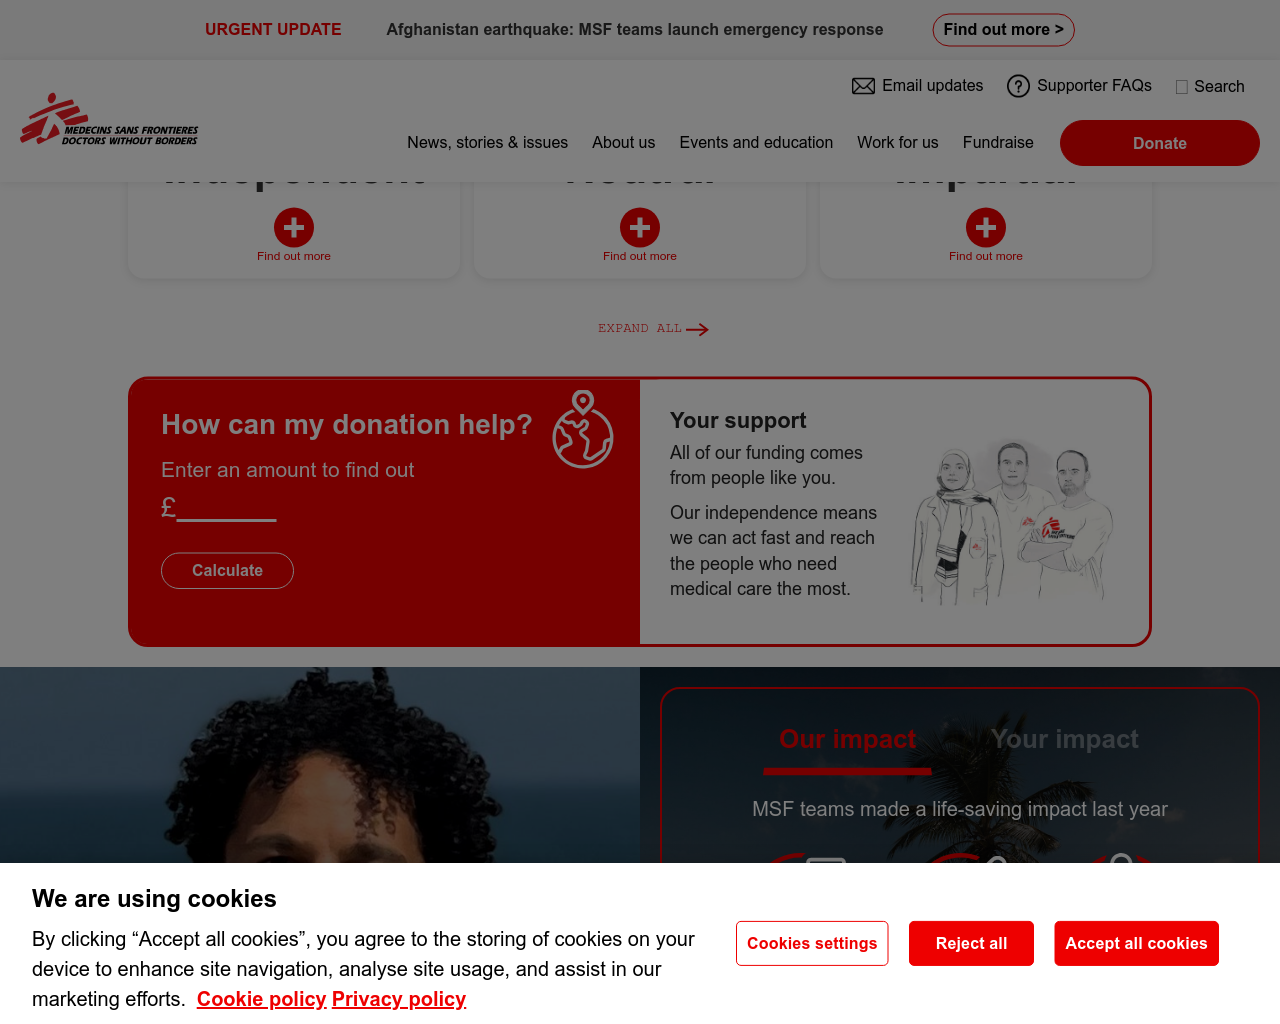 URGENT UPDATE Afghanistan earthquake: MSF teams launch emergency response Find out more >
Email updates Supporter FAQs Search
MEDECINS SANS FRONTIERES
DOCTORS WITHOUT BORDERS
News, stories & issues About us Events and education Work for us Fundraise Donate
Independent Neutral Impartial
Find out more Find out more Find out more
EXPAND ALL
How can my donation help?
Enter an amount to find out
£
Calculate
Your support
All of our funding comes
from people like you.
Our independence means
we can act fast and reach
the people who need
medical care the most.
Our impact Your impact
MSF teams made a life-saving impact last year
We are using cookies
By clicking “Accept all cookies”, you agree to the storing of cookies on your
device to enhance site navigation, analyse site usage, and assist in our
marketing efforts. Cookie policy Privacy policy
Cookies settings Reject all Accept all cookies